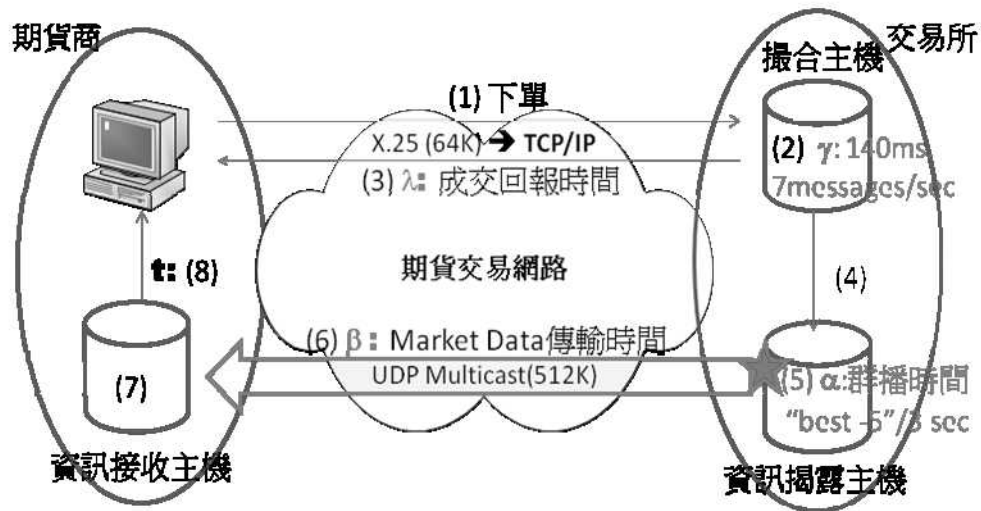 期貨商
交易所
撮合主機
(1) 下單
X.25 (64K) ➔ TCP/IP
(2) γ: 140ms
7messages/sec
(3) λ: 成交回報時間
期貨交易網路
t: (8)
(4)
(6) β: Market Data傳輸時間
UDP Multicast(512K)
(7)
(5) α:群播時間
“best -5”/3 sec
資訊接收主機
資訊揭露主機